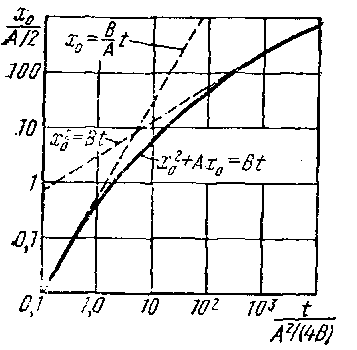 x₀
A/2
x₀ = B/A t
100
10
x₀² = Bt
1
x₀² + Ax₀ = Bt
0,1
0,1
1,0
10
10²
10³
t
A²/(4B)